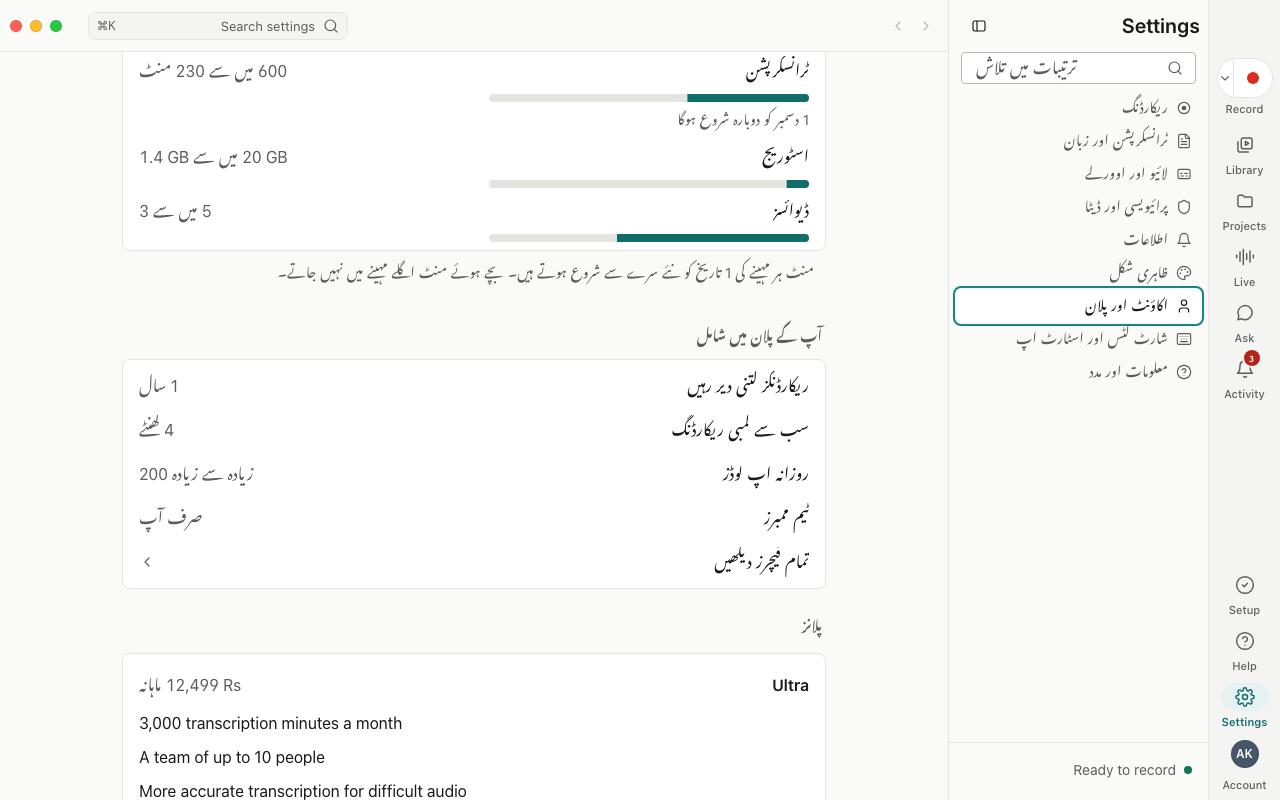 ⌘K
Search settings
Settings
ترتیبات میں تلاش
ریکارڈنگ
ٹرانسکرپشن اور زبان
لائیو اور اوورلے
پرائیویسی اور ڈیٹا
اطلاعات
ظاہری شکل
اکاؤنٹ اور پلان
شارٹ کٹس اور اسٹارٹ اپ
معلومات اور مدد
Ready to record
Record
Library
Projects
Live
Ask
3
Activity
Setup
Help
Settings
AK
Account
ٹرانسکرپشن
600 میں سے 230 منٹ
1 دسمبر کو دوبارہ شروع ہوگا
اسٹوریج
20 GB میں سے 1.4 GB
ڈیوائسز
5 میں سے 3
منٹ ہر مہینے کی 1 تاریخ کو نئے سرے سے شروع ہوتے ہیں۔ بچے ہوئے منٹ اگلے مہینے میں نہیں جاتے۔
آپ کے پلان میں شامل
ریکارڈنگز کتنی دیر رہیں
1 سال
سب سے لمبی ریکارڈنگ
4 گھنٹے
روزانہ اپ لوڈز
زیادہ سے زیادہ 200
ٹیم ممبرز
صرف آپ
تمام فیچرز دیکھیں
پلانز
Ultra
Rs 12,499 ماہانہ
3,000 transcription minutes a month
A team of up to 10 people
More accurate transcription for difficult audio